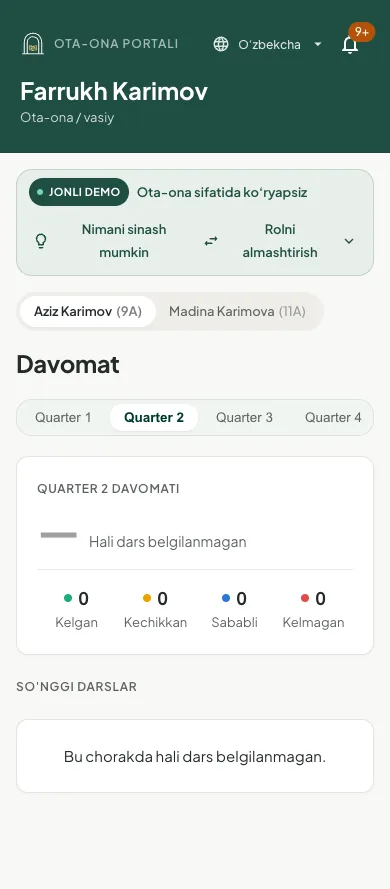 OTA-ONA PORTALI
O'zbekcha
9+
Farrukh Karimov
Ota-ona / vasiy
JONLI DEMO
Ota-ona sifatida ko‘ryapsiz
Nimani sinash
mumkin
Rolni
almashtirish
Aziz Karimov (9A)
Madina Karimova (11A)
Davomat
Quarter 1
Quarter 2
Quarter 3
Quarter 4
QUARTER 2 DAVOMATI
—
Hali dars belgilanmagan
0
Kelgan
0
Kechikkan
0
Sababli
0
Kelmagan
SO'NGGI DARSLAR
Bu chorakda hali dars belgilanmagan.